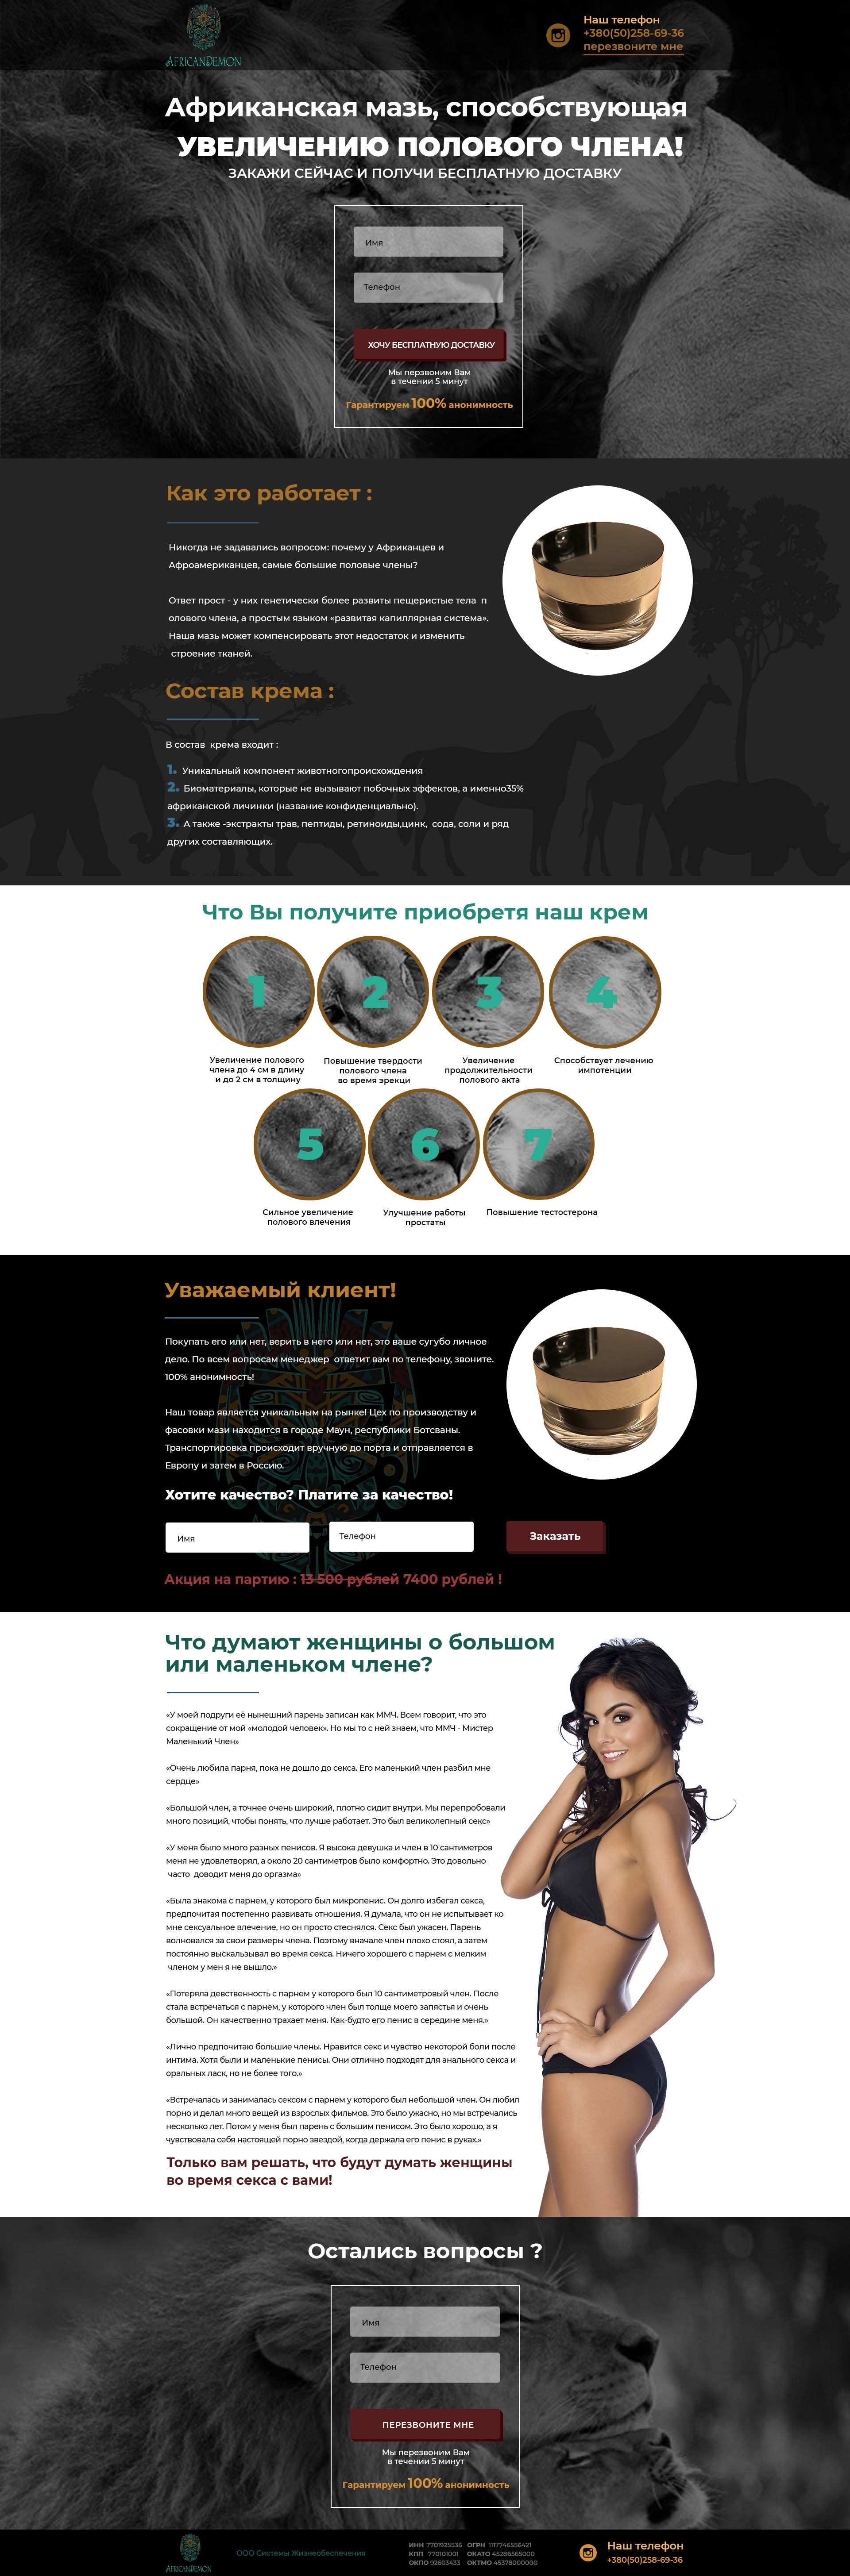 AFRICANDEMON
Наш телефон
+380(50)258-69-36
перезвоните мне
Африканская мазь, способствующая
УВЕЛИЧЕНИЮ ПОЛОВОГО ЧЛЕНА!
ЗАКАЖИ СЕЙЧАС И ПОЛУЧИ БЕСПЛАТНУЮ ДОСТАВКУ
Имя
Телефон
ХОЧУ БЕСПЛАТНУЮ ДОСТАВКУ
Мы перзвоним Вам
в течении 5 минут
Гарантируем 100% анонимность
Как это работает :
Никогда не задавались вопросом: почему у Африканцев и
Афроамериканцев, самые большие половые члены?
Ответ прост - у них генетически более развиты пещеристые тела п
олового члена, а простым языком «развитая капиллярная система».
Наша мазь может компенсировать этот недостаток и изменить
строение тканей.
Состав крема :
В состав крема входит :
1. Уникальный компонент животногопроисхождения
2. Биоматериалы, которые не вызывают побочных эффектов, а именно35%
африканской личинки (название конфиденциально).
3. А также -экстракты трав, пептиды, ретиноиды,цинк, сода, соли и ряд
других составляющих.
Что Вы получите приобретя наш крем
1
2
3
4
Увеличение полового
члена до 4 см в длину
и до 2 см в толщину
Повышение твердости
полового члена
во время эрекци
Увеличение
продолжительности
полового акта
Способствует лечению
импотенции
5
6
7
Сильное увеличение
полового влечения
Улучшение работы
простаты
Повышение тестостерона
Уважаемый клиент!
Покупать его или нет, верить в него или нет, это ваше сугубо личное
дело. По всем вопросам менеджер ответит вам по телефону, звоните.
100% анонимность!
Наш товар является уникальным на рынке! Цех по производству и
фасовки мази находится в городе Маун, республики Ботсваны.
Транспортировка происходит вручную до порта и отправляется в
Европу и затем в Россию.
Хотите качество? Платите за качество!
Имя
Телефон
Заказать
Акция на партию : 13 500 рублей 7400 рублей !
Что думают женщины о большом
или маленьком члене?
«У моей подруги её нынешний парень записан как ММЧ. Всем говорит, что это
сокращение от мой «молодой человек». Но мы то с ней знаем, что ММЧ - Мистер
Маленький Член»
«Очень любила парня, пока не дошло до секса. Его маленький член разбил мне
сердце»
«Большой член, а точнее очень широкий, плотно сидит внутри. Мы перепробовали
много позиций, чтобы понять, что лучше работает. Это был великолепный секс»
«У меня было много разных пенисов. Я высока девушка и член в 10 сантиметров
меня не удовлетворял, а около 20 сантиметров было комфортно. Это довольно
часто доводит меня до оргазма»
«Была знакома с парнем, у которого был микропенис. Он долго избегал секса,
предпочитая постепенно развивать отношения. Я думала, что он не испытывает ко
мне сексуальное влечение, но он просто стеснялся. Секс был ужасен. Парень
волновался за свои размеры члена. Поэтому вначале член плохо стоял, а затем
постоянно выскальзывал во время секса. Ничего хорошего с парнем с мелким
членом у мен я не вышло.»
«Потеряла девственность с парнем у которого был 10 сантиметровый член. После
стала встречаться с парнем, у которого член был толще моего запястья и очень
большой. Он качественно трахает меня. Как-будто его пенис в середине меня.»
«Лично предпочитаю большие члены. Нравится секс и чувство некоторой боли после
интима. Хотя были и маленькие пенисы. Они отлично подходят для анального секса и
оральных ласк, но не более того.»
«Встречалась и занималась сексом с парнем у которого был небольшой член. Он любил
порно и делал много вещей из взрослых фильмов. Это было ужасно, но мы встречались
несколько лет. Потом у меня был парень с большим пенисом. Это было хорошо, а я
чувствовала себя настоящей порно звездой, когда держала его пенис в руках.»
Только вам решать, что будут думать женщины
во время секса с вами!
Остались вопросы ?
Имя
Телефон
ПЕРЕЗВОНИТЕ МНЕ
Мы перезвоним Вам
в течении 5 минут
Гарантируем 100% анонимность
AFRICANDEMON
ООО Системы Жизнеобеспечения
ИНН 7701925536 ОГРН 1117746556421
КПП 770101001 ОКАТО 45286565000
ОКПО 92603433 ОКТМО 45378000000
Наш телефон
+380(50)258-69-36